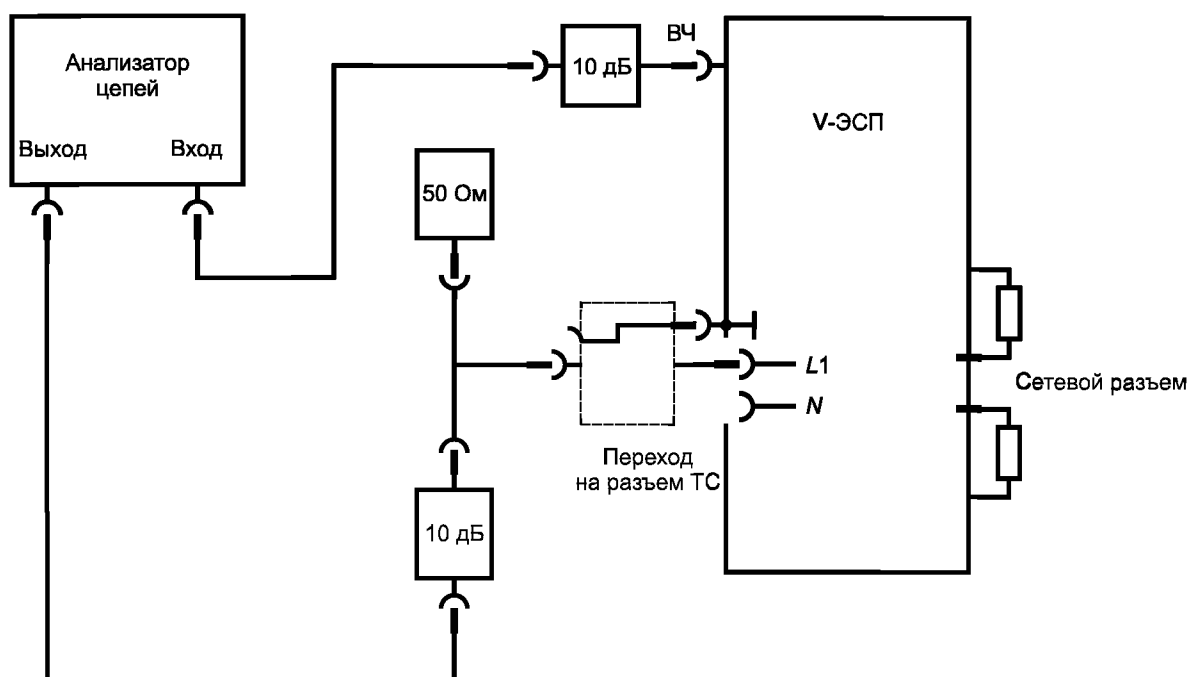 Анализатор
цепей
Выход
Вход
10 дБ
ВЧ
V-ЭСП
50 Ом
L1
N
Сетевой разъем
Переход
на разъем ТС
10 дБ